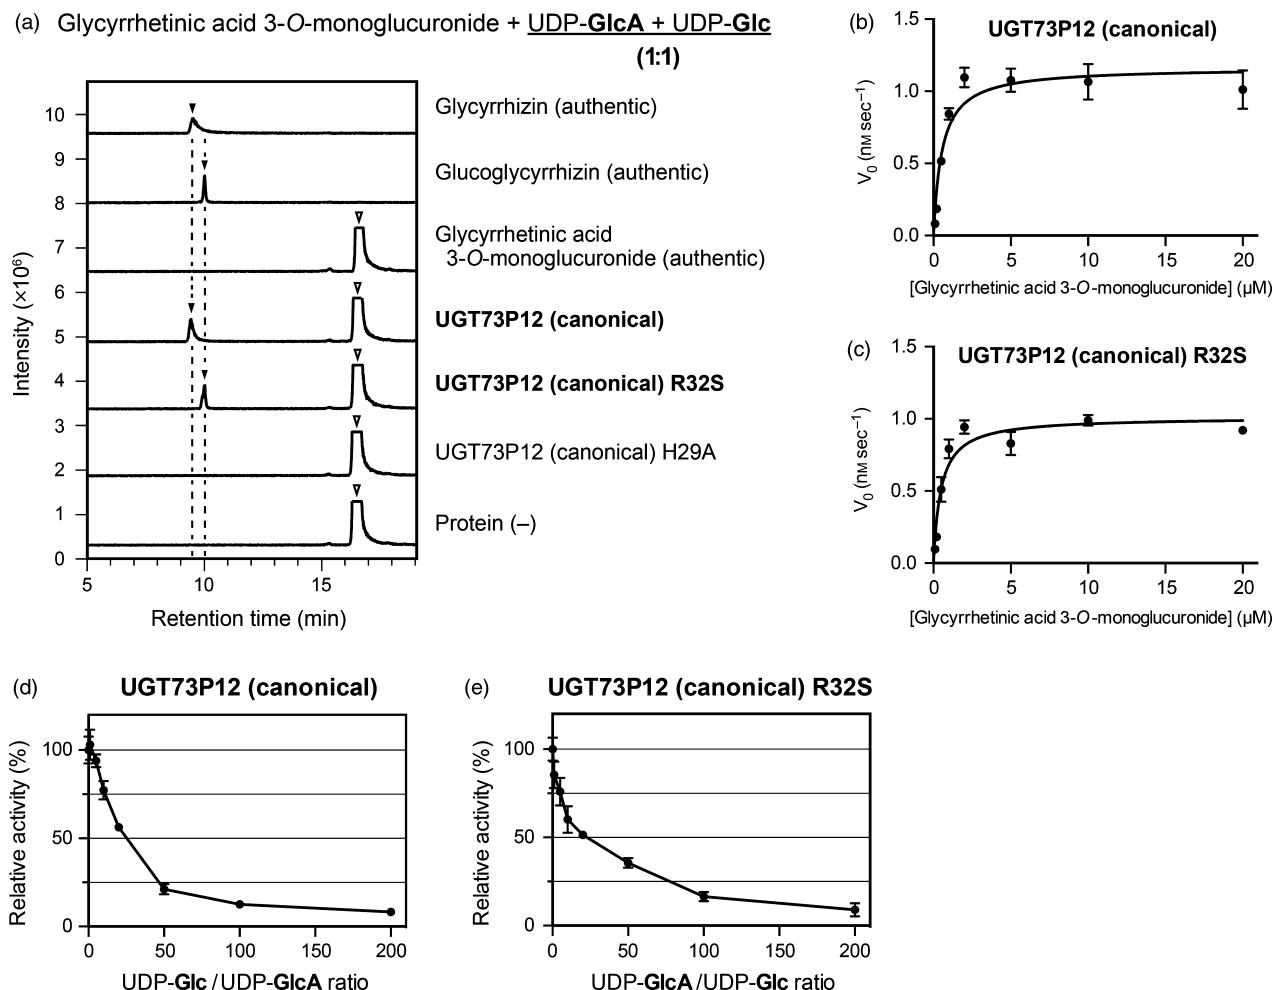 (a) Glycyrrhetinic acid 3-O-monoglucuronide + UDP-GlcA + UDP-Glc
(1:1)
Intensity (×10⁶)
10
9
8
7
6
5
4
3
2
1
0
5 10 15
Retention time (min)
Glycyrrhizin (authentic)
Glucoglycyrrhizin (authentic)
Glycyrrhetinic acid
3-O-monoglucuronide (authentic)
UGT73P12 (canonical)
UGT73P12 (canonical) R32S
UGT73P12 (canonical) H29A
Protein (–)
(b) UGT73P12 (canonical)
V₀ (nM sec⁻¹)
1.5
1.0
0.5
0.0
0 5 10 15 20
[Glycyrrhetinic acid 3-O-monoglucuronide] (μM)
(c) UGT73P12 (canonical) R32S
V₀ (nM sec⁻¹)
1.5
1.0
0.5
0.0
0 5 10 15 20
[Glycyrrhetinic acid 3-O-monoglucuronide] (μM)
(d) UGT73P12 (canonical)
Relative activity (%)
100
50
0
0 50 100 150 200
UDP-Glc / UDP-GlcA ratio
(e) UGT73P12 (canonical) R32S
Relative activity (%)
100
50
0
0 50 100 150 200
UDP-GlcA / UDP-Glc ratio